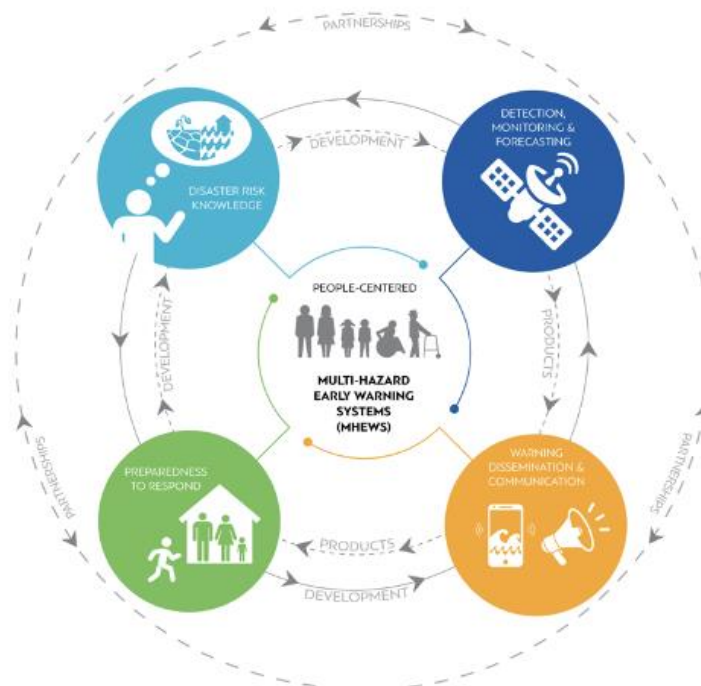 PARTNERSHIPS
DISASTER RISK
KNOWLEDGE
DEVELOPMENT
DETECTION,
MONITORING &
FORECASTING
PEOPLE-CENTERED
MULTI-HAZARD
EARLY WARNING
SYSTEMS
(MHEWS)
DEVELOPMENT
PRODUCTS
PARTNERSHIPS
PREPAREDNESS
TO RESPOND
WARNING
DISSEMINATION &
COMMUNICATION
PARTNERSHIPS
PRODUCTS
DEVELOPMENT